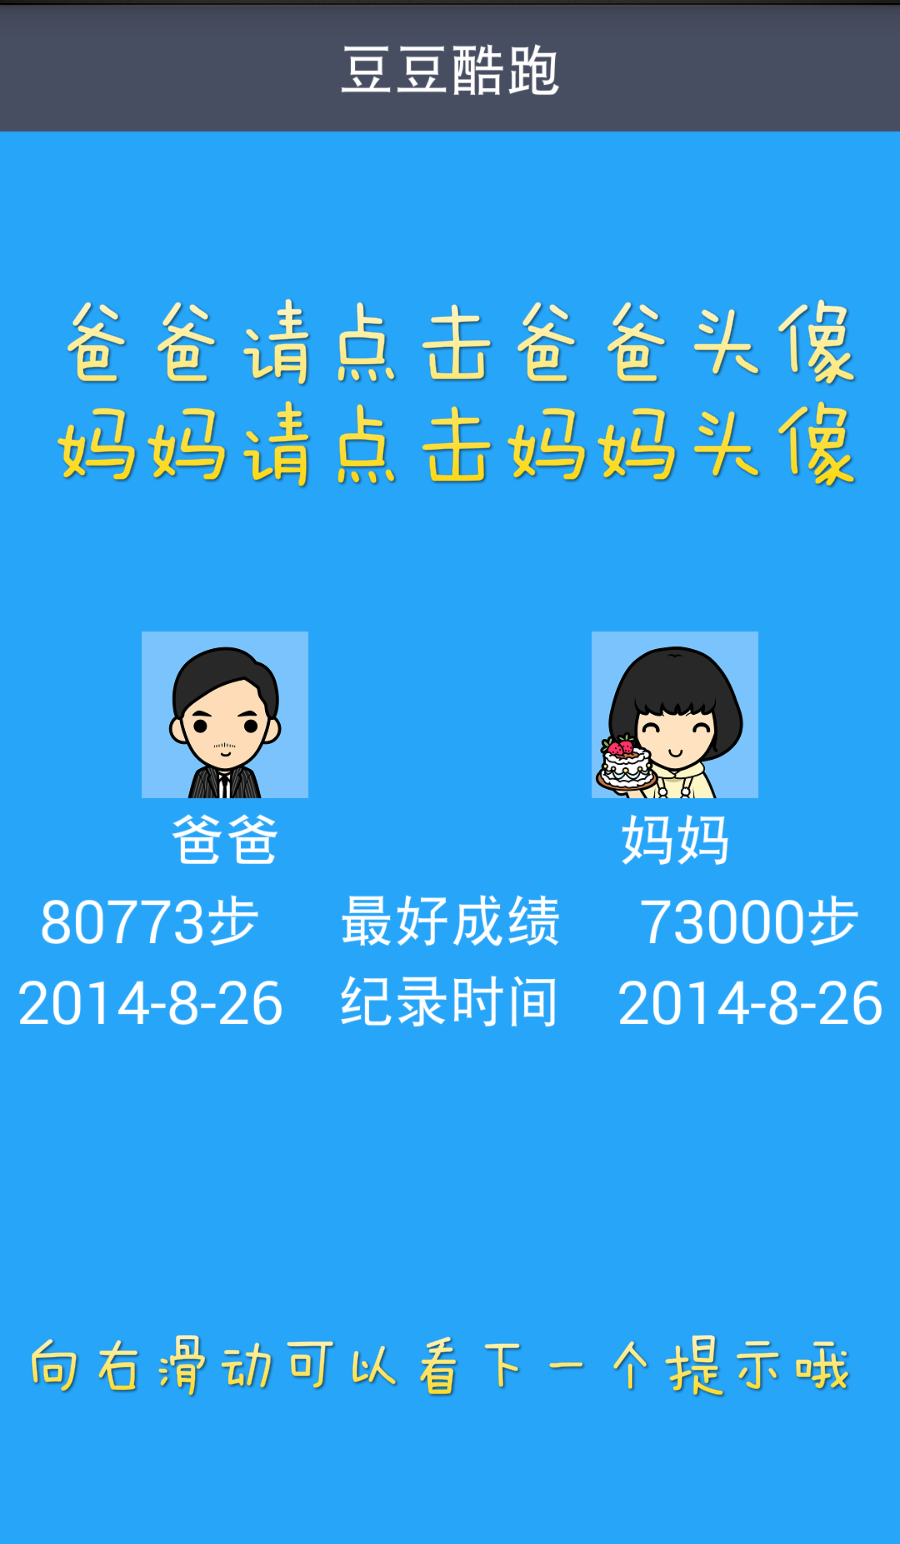 豆豆酷跑
爸爸请点击爸爸头像
妈妈请点击妈妈头像
爸爸 妈妈
80773步 最好成绩 73000步
2014-8-26 纪录时间 2014-8-26
向右滑动可以看下一个提示哦